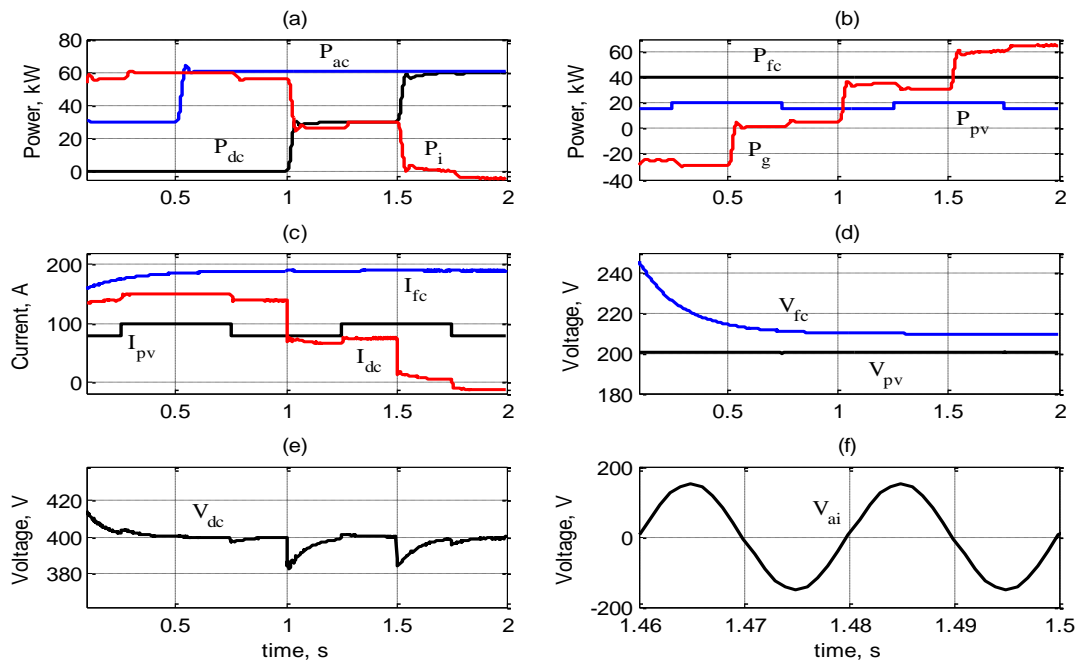 (a)
80
60
40
20
0
0.5
1
1.5
2
Power, kW
P_ac
P_dc
P_i
(b)
60
40
20
0
-20
-40
0.5
1
1.5
2
Power, kW
P_fc
P_pv
P_g
(c)
200
100
0
0.5
1
1.5
2
Current, A
I_fc
I_pv
I_dc
(d)
240
220
200
180
0.5
1
1.5
2
Voltage, V
V_fc
V_pv
(e)
420
400
380
0.5
1
1.5
2
Voltage, V
V_dc
time, s
(f)
200
0
-200
1.46
1.47
1.48
1.49
1.5
Voltage, V
V_ai
time, s